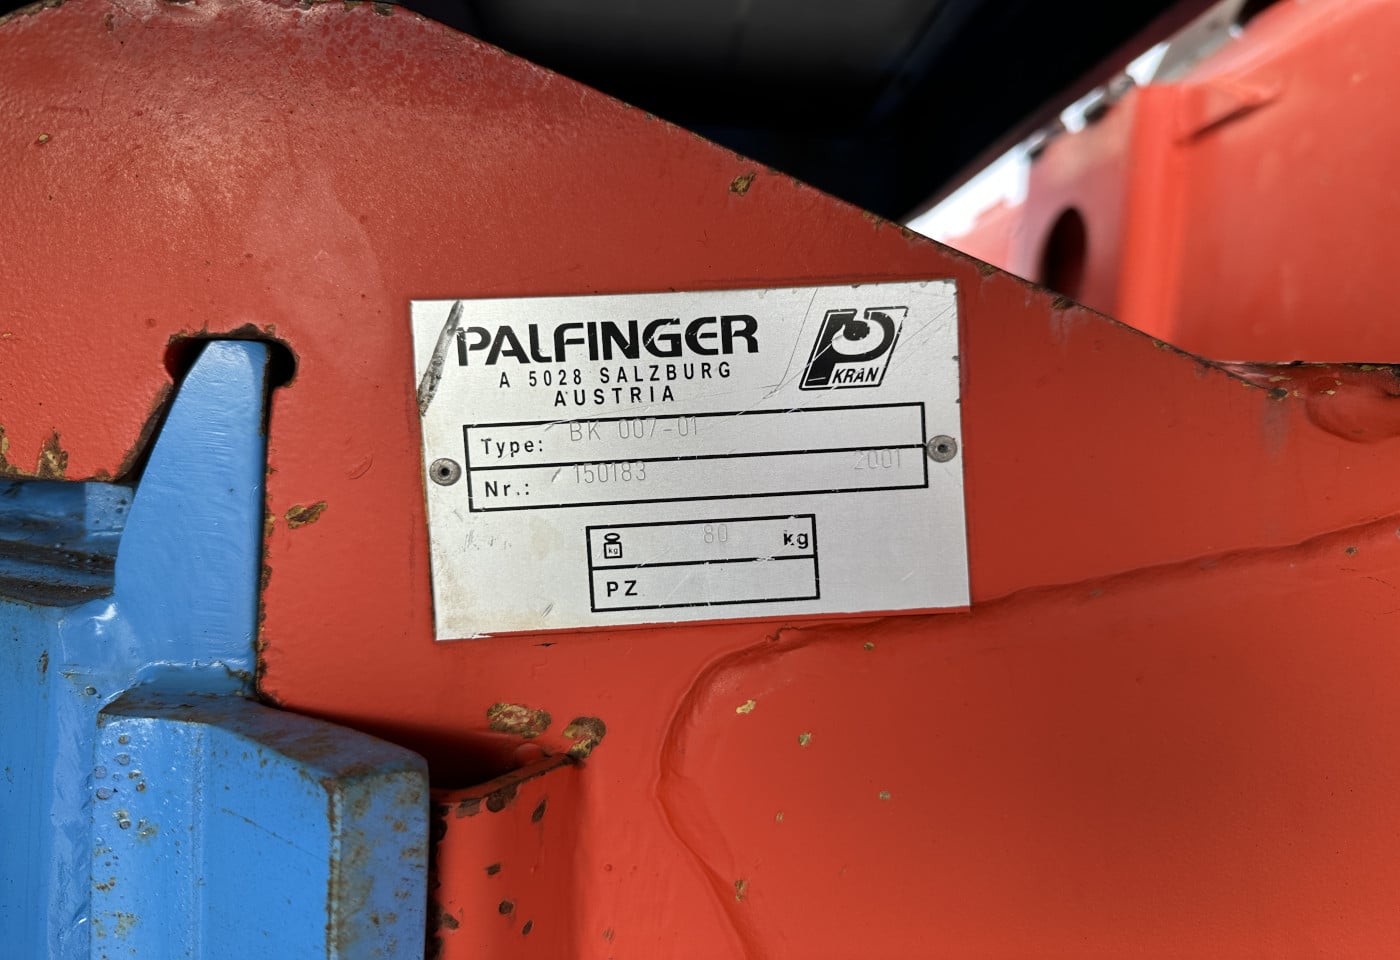 PALFINGER
A 5028 SALZBURG
AUSTRIA
P KRAN
Type: BK 007-01
Nr.: 150183 2001
kg 80 kg
PZ